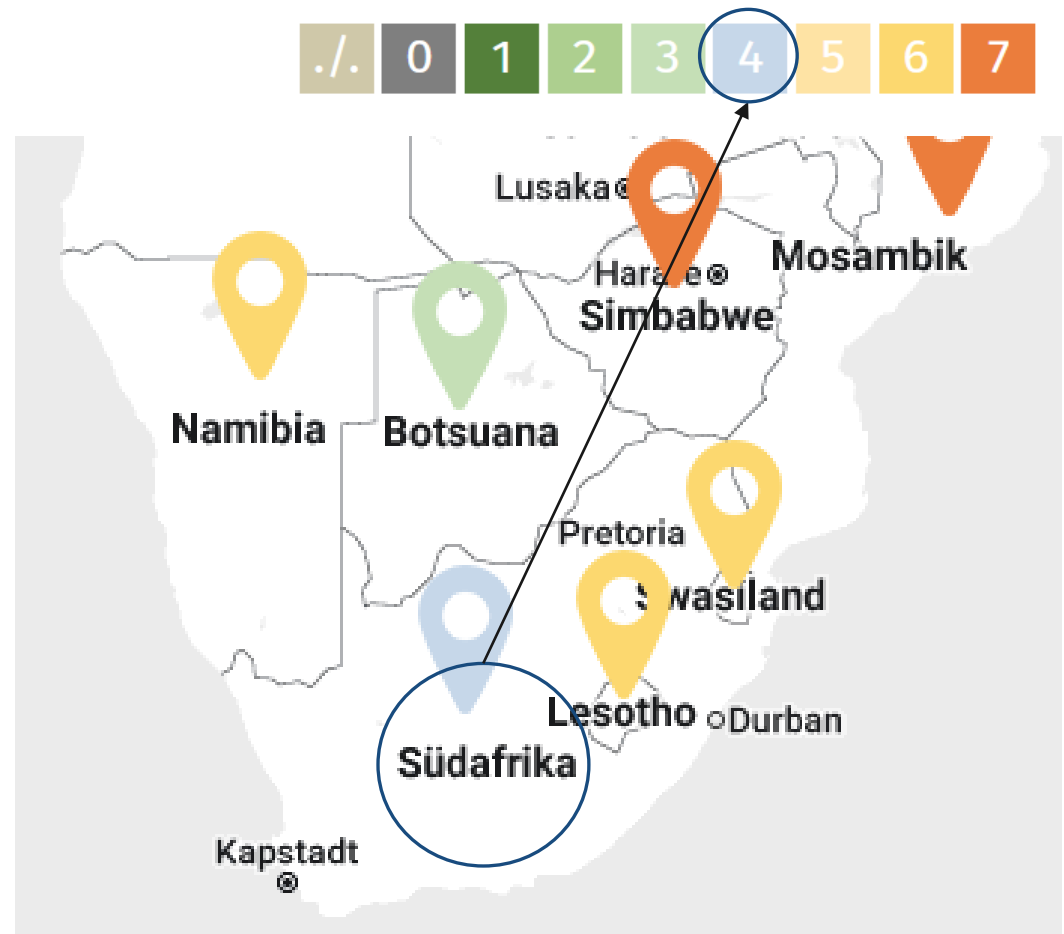 ./. 0 1 2 3 4 5 6 7
Lusaka
Mosambik
Harare
Simbabwe
Namibia
Botsuana
Pretoria
Swasiland
Lesotho
Durban
Südafrika
Kapstadt